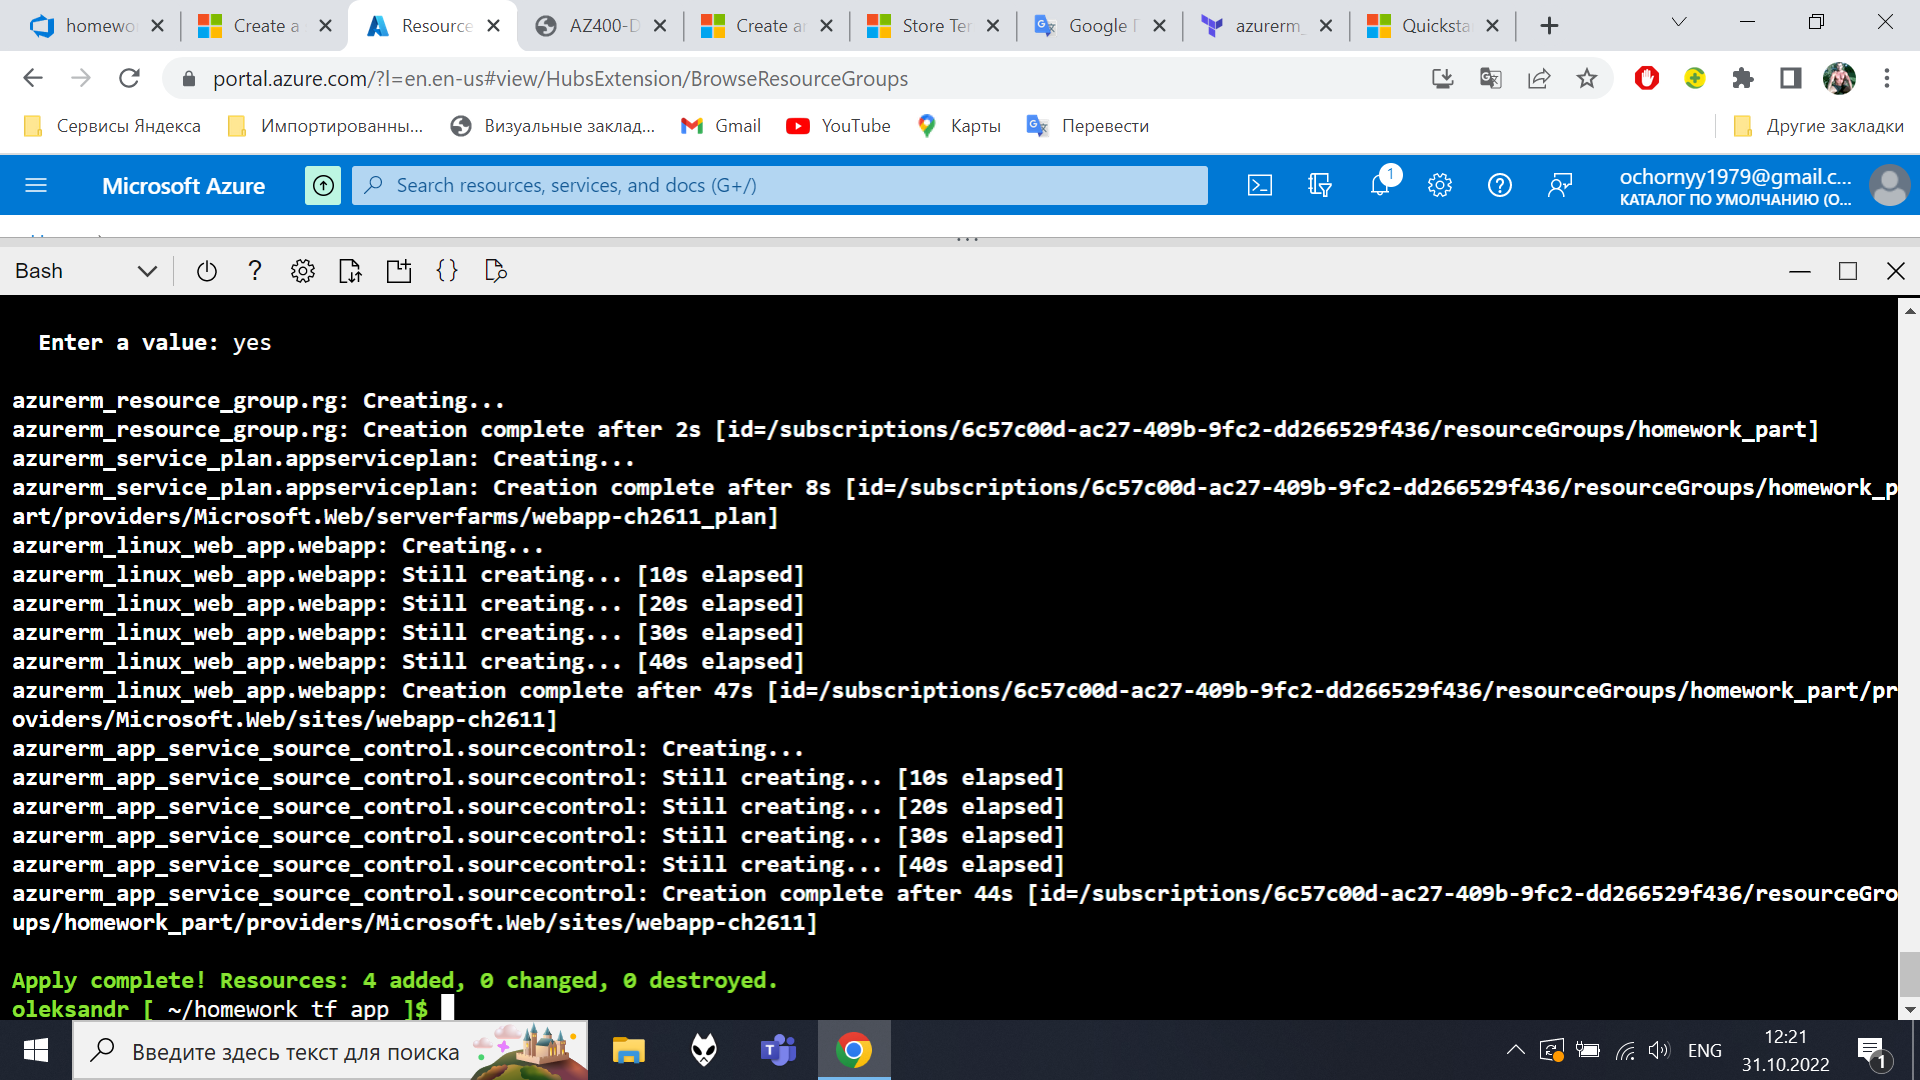 homewo
Create a
Resource
AZ400-D
Create an
Store Ter
Google П
azurerm_
Quicksta
portal.azure.com/?l=en.en-us#view/HubsExtension/BrowseResourceGroups
Сервисы Яндекса
Импортированны...
Визуальные заклад...
Gmail
YouTube
Карты
Перевести
Другие закладки
Microsoft Azure
Search resources, services, and docs (G+/)
1
ochornyy1979@gmail.c...
КАТАЛОГ ПО УМОЛЧАНИЮ (O...
Bash
Enter a value: yes
azurerm_resource_group.rg: Creating...
azurerm_resource_group.rg: Creation complete after 2s [id=/subscriptions/6c57c00d-ac27-409b-9fc2-dd266529f436/resourceGroups/homework_part]
azurerm_service_plan.appserviceplan: Creating...
azurerm_service_plan.appserviceplan: Creation complete after 8s [id=/subscriptions/6c57c00d-ac27-409b-9fc2-dd266529f436/resourceGroups/homework_p
art/providers/Microsoft.Web/serverfarms/webapp-ch2611_plan]
azurerm_linux_web_app.webapp: Creating...
azurerm_linux_web_app.webapp: Still creating... [10s elapsed]
azurerm_linux_web_app.webapp: Still creating... [20s elapsed]
azurerm_linux_web_app.webapp: Still creating... [30s elapsed]
azurerm_linux_web_app.webapp: Still creating... [40s elapsed]
azurerm_linux_web_app.webapp: Creation complete after 47s [id=/subscriptions/6c57c00d-ac27-409b-9fc2-dd266529f436/resourceGroups/homework_part/pr
oviders/Microsoft.Web/sites/webapp-ch2611]
azurerm_app_service_source_control.sourcecontrol: Creating...
azurerm_app_service_source_control.sourcecontrol: Still creating... [10s elapsed]
azurerm_app_service_source_control.sourcecontrol: Still creating... [20s elapsed]
azurerm_app_service_source_control.sourcecontrol: Still creating... [30s elapsed]
azurerm_app_service_source_control.sourcecontrol: Still creating... [40s elapsed]
azurerm_app_service_source_control.sourcecontrol: Creation complete after 44s [id=/subscriptions/6c57c00d-ac27-409b-9fc2-dd266529f436/resourceGro
ups/homework_part/providers/Microsoft.Web/sites/webapp-ch2611]
Apply complete! Resources: 4 added, 0 changed, 0 destroyed.
oleksandr [ ~/homework_tf_app ]$
Введите здесь текст для поиска
ENG
12:21
31.10.2022
1